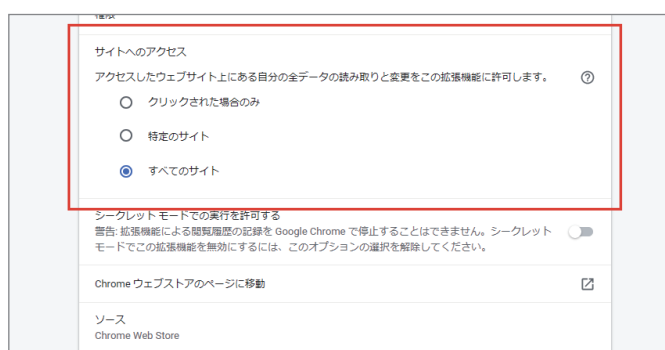 権限
サイトへのアクセス
アクセスしたウェブサイト上にある自分の全データの読み取りと変更をこの拡張機能に許可します。
クリックされた場合のみ
特定のサイト
すべてのサイト
シークレット モードでの実行を許可する
警告: 拡張機能による閲覧履歴の記録を Google Chrome で停止することはできません。シークレット
モードでこの拡張機能を無効にするには、このオプションの選択を解除してください。
Chrome ウェブストアのページに移動
ソース
Chrome Web Store